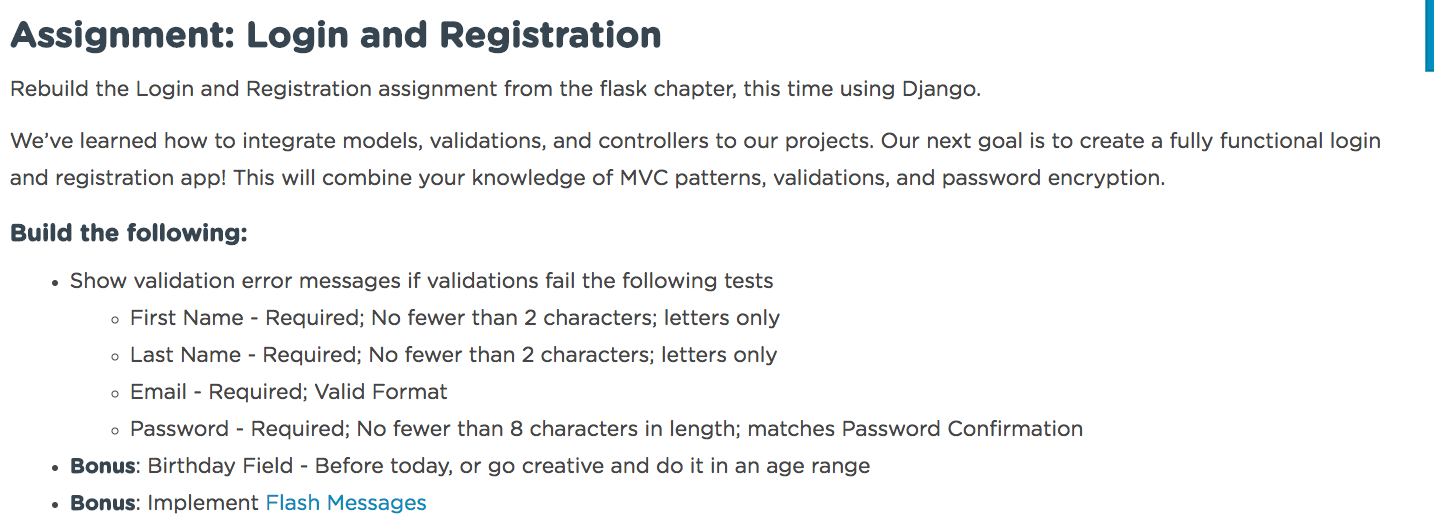 Assignment: Login and Registration
Rebuild the Login and Registration assignment from the flask chapter, this time using Django.
We’ve learned how to integrate models, validations, and controllers to our projects. Our next goal is to create a fully functional login
and registration app! This will combine your knowledge of MVC patterns, validations, and password encryption.
Build the following:
• Show validation error messages if validations fail the following tests
◦ First Name - Required; No fewer than 2 characters; letters only
◦ Last Name - Required; No fewer than 2 characters; letters only
◦ Email - Required; Valid Format
◦ Password - Required; No fewer than 8 characters in length; matches Password Confirmation
• Bonus: Birthday Field - Before today, or go creative and do it in an age range
• Bonus: Implement Flash Messages